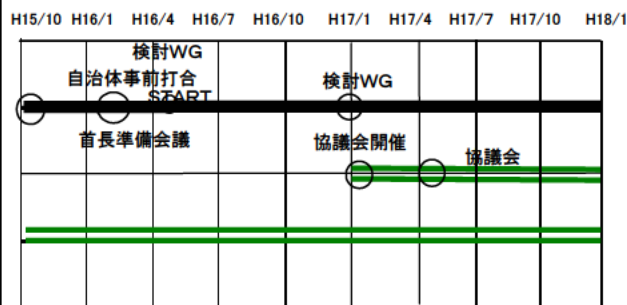 H15/10 H16/1 H16/4 H16/7 H16/10 H17/1 H17/4 H17/7 H17/10 H18/1
検討WG
自治体事前打合 検討WG
START
首長準備会議 協議会開催
協議会